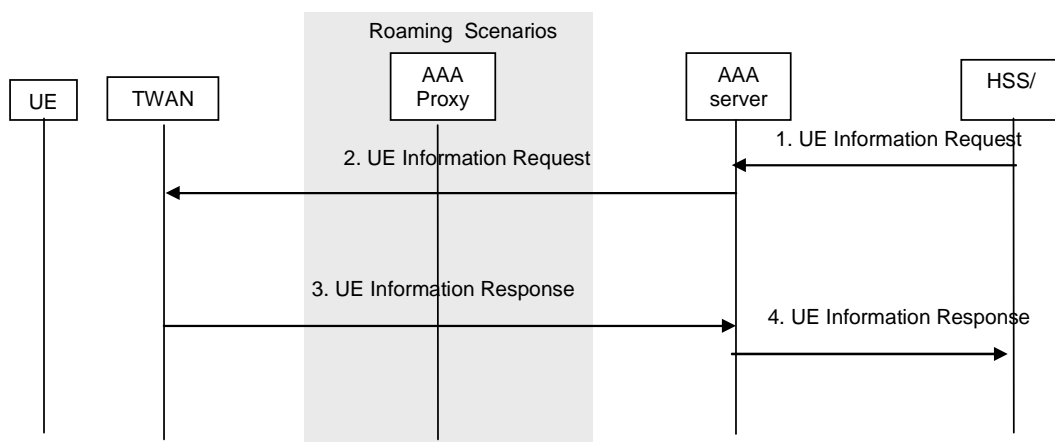 Roaming Scenarios
UE
TWAN
AAA
Proxy
AAA
server
HSS/
1. UE Information Request
2. UE Information Request
3. UE Information Response
4. UE Information Response